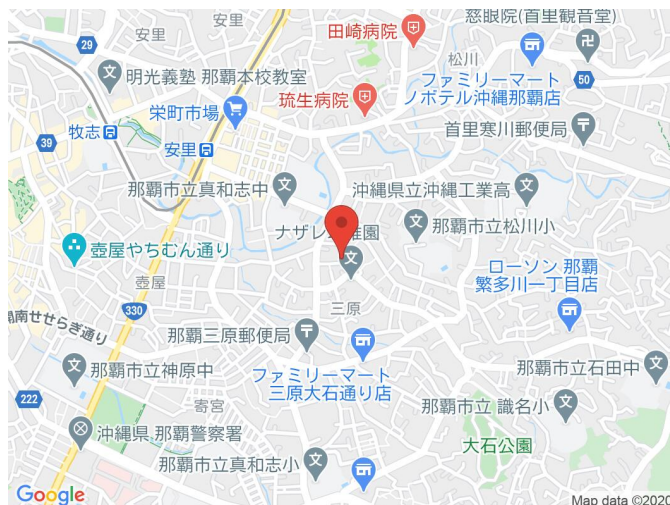 慈眼院(首里観音堂)
田崎病院
安里
松川
29
安里
ファミリーマート
ノボテル沖縄那覇店
50
明光義塾 那覇本校教室
琉生病院
栄町市場
首里寒川郵便局
牧志
39
安里
那覇市立真和志中
沖縄県立沖縄工業高
那覇市立松川小
壺屋やちむん通り
ローソン 那覇
繁多川一丁目店
壺屋
330
三原
那覇三原郵便局
南せせらぎ通り
那覇市立神原中
ファミリーマート
三原大石通り店
那覇市立石田中
222
寄宮
那覇市立 識名小
沖縄県 那覇警察署
大石公園
那覇市立真和志小
Google
Map data ©2020